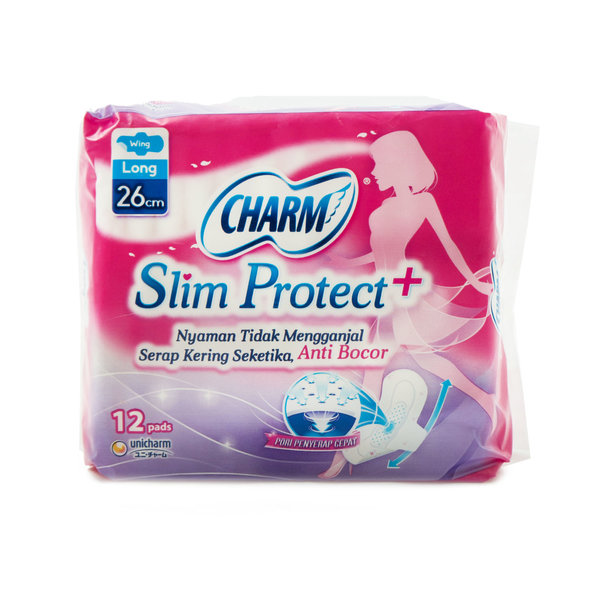 Wing
Long
26cm
CHARM
®
Slim Protect+
Nyaman Tidak Mengganjal
Serap Kering Seketika, Anti Bocor
12 pads
unicharm
ユニ・チャーム
PORI PENYERAP CEPAT